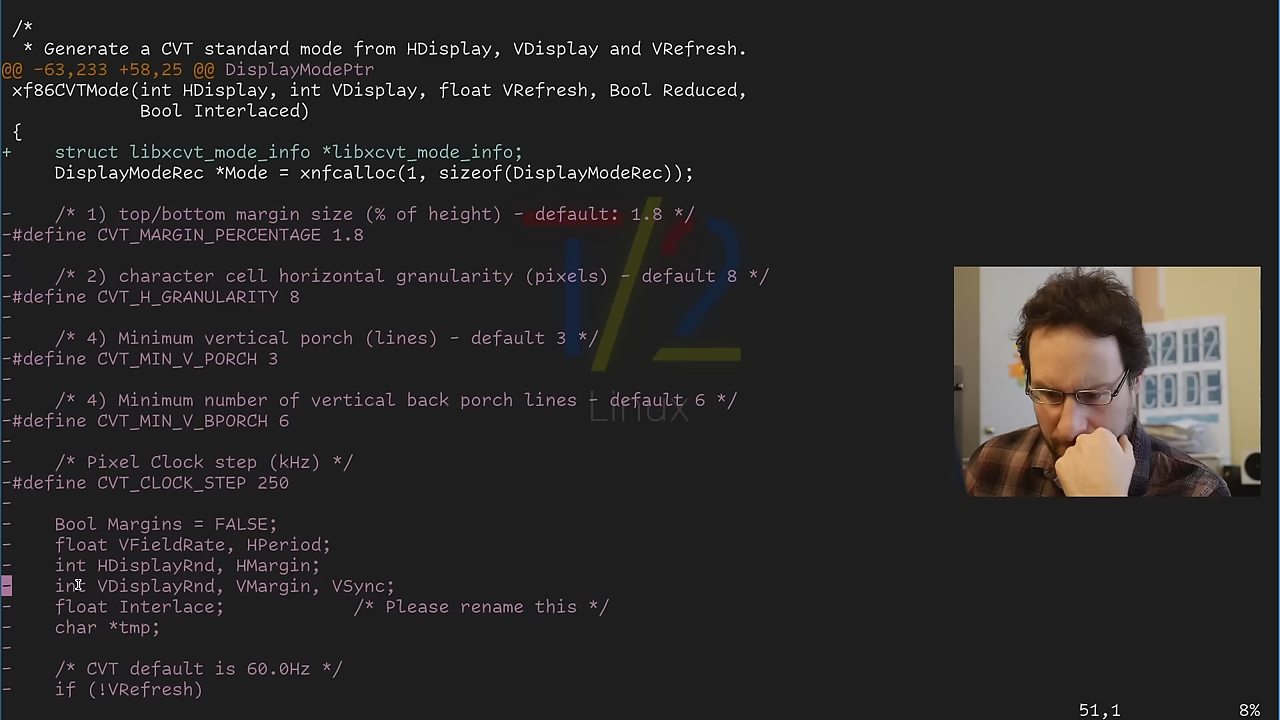 /*
 * Generate a CVT standard mode from HDisplay, VDisplay and VRefresh.
@@ -63,233 +58,25 @@ DisplayModePtr
 xf86CVTMode(int HDisplay, int VDisplay, float VRefresh, Bool Reduced,
             Bool Interlaced)
 {
+    struct libxcvt_mode_info *libxcvt_mode_info;
     DisplayModeRec *Mode = xnfcalloc(1, sizeof(DisplayModeRec));
-    /* 1) top/bottom margin size (% of height) - default: 1.8 */
-#define CVT_MARGIN_PERCENTAGE 1.8
-
-    /* 2) character cell horizontal granularity (pixels) - default 8 */
-#define CVT_H_GRANULARITY 8
-
-    /* 4) Minimum vertical porch (lines) - default 3 */
-#define CVT_MIN_V_PORCH 3
-
-    /* 4) Minimum number of vertical back porch lines - default 6 */
-#define CVT_MIN_V_BPORCH 6
-
-    /* Pixel Clock step (kHz) */
-#define CVT_CLOCK_STEP 250
-
-    Bool Margins = FALSE;
-    float VFieldRate, HPeriod;
-    int HDisplayRnd, HMargin;
-    int VDisplayRnd, VMargin, VSync;
-    float Interlace;            /* Please rename this */
-    char *tmp;
-
-    /* CVT default is 60.0Hz */
-    if (!VRefresh)
51,1 8%
T/2
Linux
R2T2
CODE